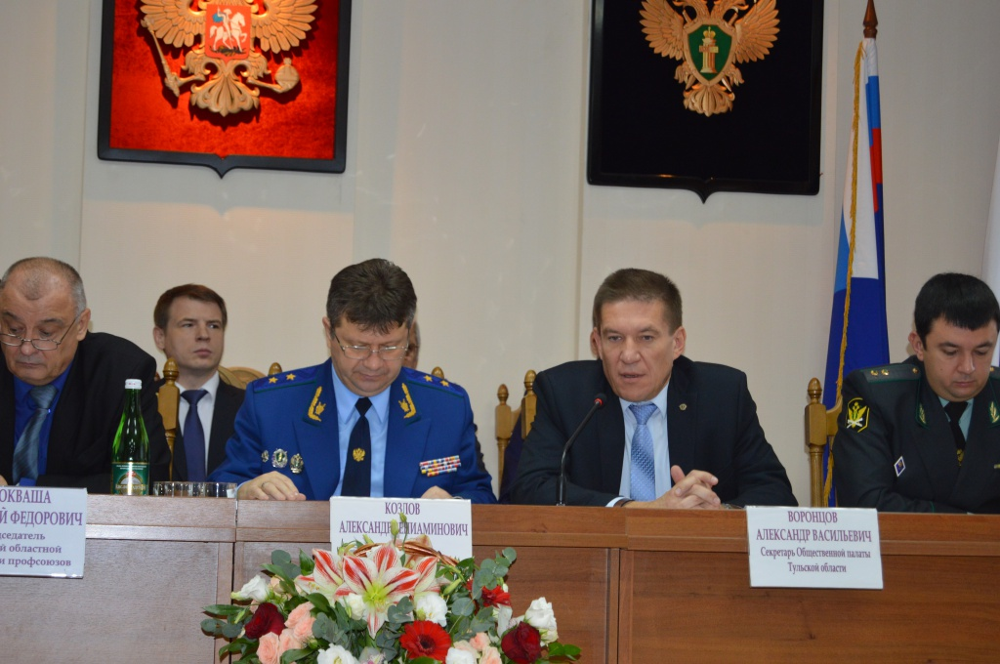 ОКВАША
Й ФЕДОРОВИЧ
дседатель
й областной
и профсоюзов
КОЗЛОВ
АЛЕКСАНДР ВЕНИАМИНОВИЧ
ВОРОНЦОВ
АЛЕКСАНДР ВАСИЛЬЕВИЧ
Секретарь Общественной палаты
Тульской области